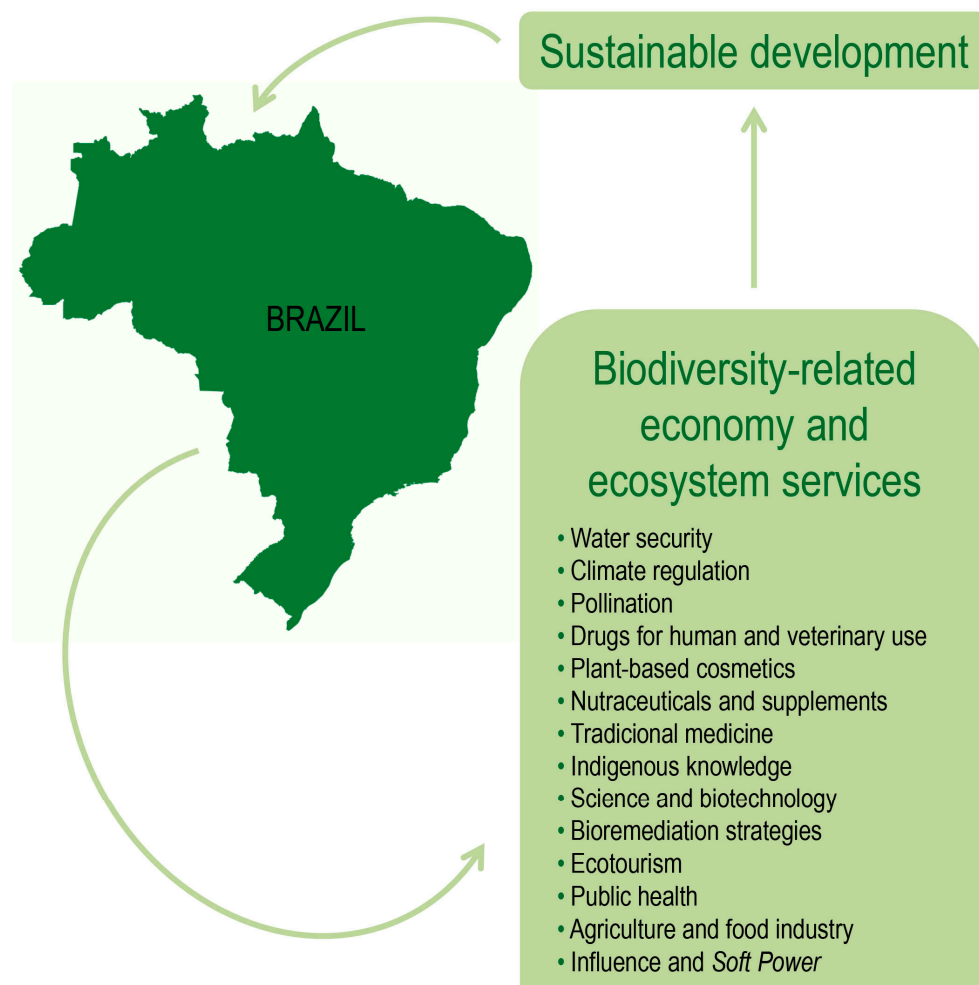 Sustainable development
BRAZIL
Biodiversity-related
economy and
ecosystem services
• Water security
• Climate regulation
• Pollination
• Drugs for human and veterinary use
• Plant-based cosmetics
• Nutraceuticals and supplements
• Tradicional medicine
• Indigenous knowledge
• Science and biotechnology
• Bioremediation strategies
• Ecotourism
• Public health
• Agriculture and food industry
• Influence and Soft Power